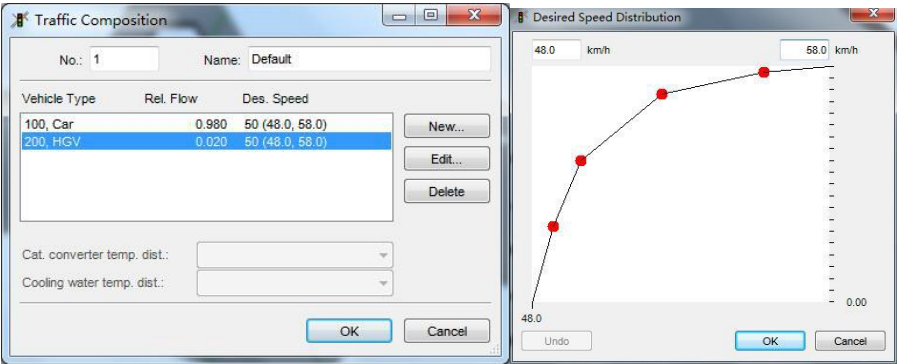 Traffic Composition
No.: 1 Name: Default
Vehicle Type Rel. Flow Des. Speed
100, Car 0.980 50 (48.0, 58.0)
200, HGV 0.020 50 (48.0, 58.0)
New...
Edit...
Delete
Cat. converter temp. dist.:
Cooling water temp. dist.:
OK Cancel
Desired Speed Distribution
48.0 km/h 58.0 km/h
0.00
48.0
Undo OK Cancel